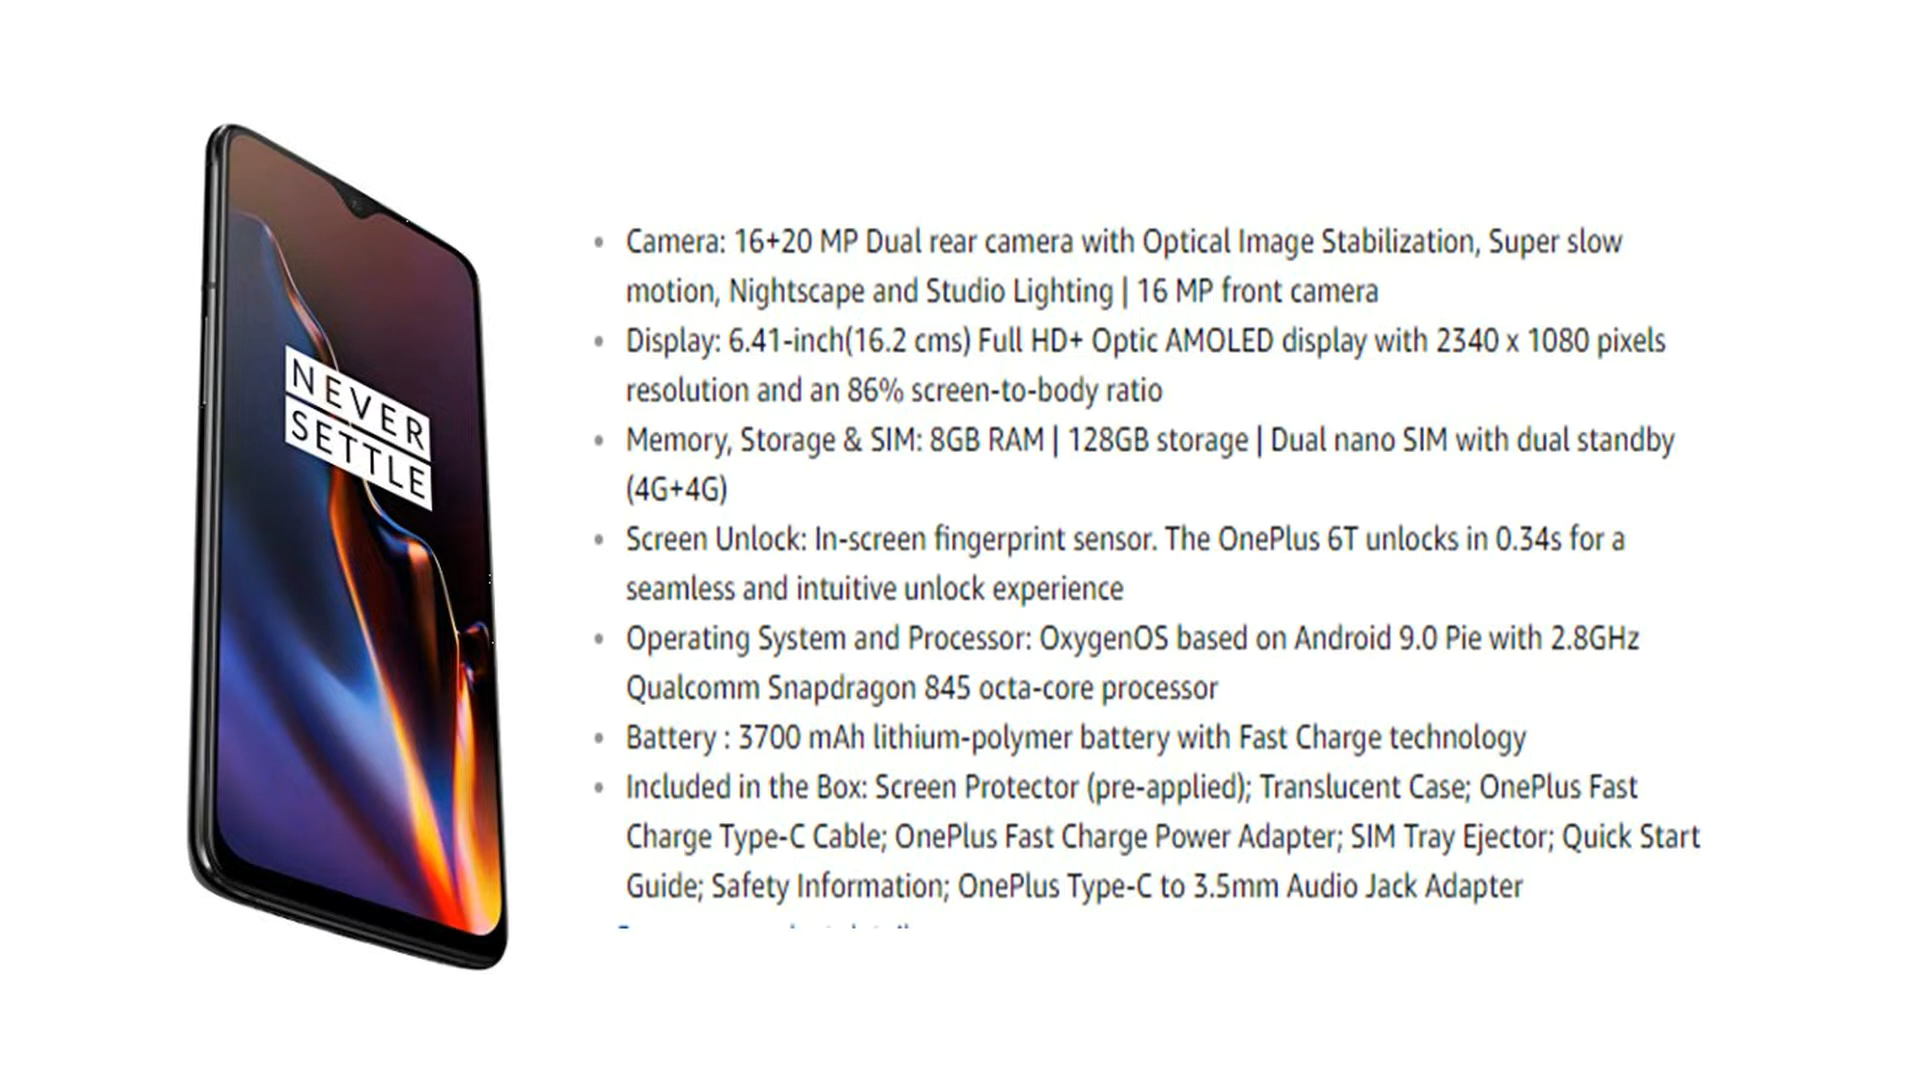 NEVER
SETTLE
Camera: 16+20 MP Dual rear camera with Optical Image Stabilization, Super slow
motion, Nightscape and Studio Lighting | 16 MP front camera
Display: 6.41-inch(16.2 cms) Full HD+ Optic AMOLED display with 2340 x 1080 pixels
resolution and an 86% screen-to-body ratio
Memory, Storage & SIM: 8GB RAM | 128GB storage | Dual nano SIM with dual standby
(4G+4G)
Screen Unlock: In-screen fingerprint sensor. The OnePlus 6T unlocks in 0.34s for a
seamless and intuitive unlock experience
Operating System and Processor: OxygenOS based on Android 9.0 Pie with 2.8GHz
Qualcomm Snapdragon 845 octa-core processor
Battery : 3700 mAh lithium-polymer battery with Fast Charge technology
Included in the Box: Screen Protector (pre-applied); Translucent Case; OnePlus Fast
Charge Type-C Cable; OnePlus Fast Charge Power Adapter; SIM Tray Ejector; Quick Start
Guide; Safety Information; OnePlus Type-C to 3.5mm Audio Jack Adapter